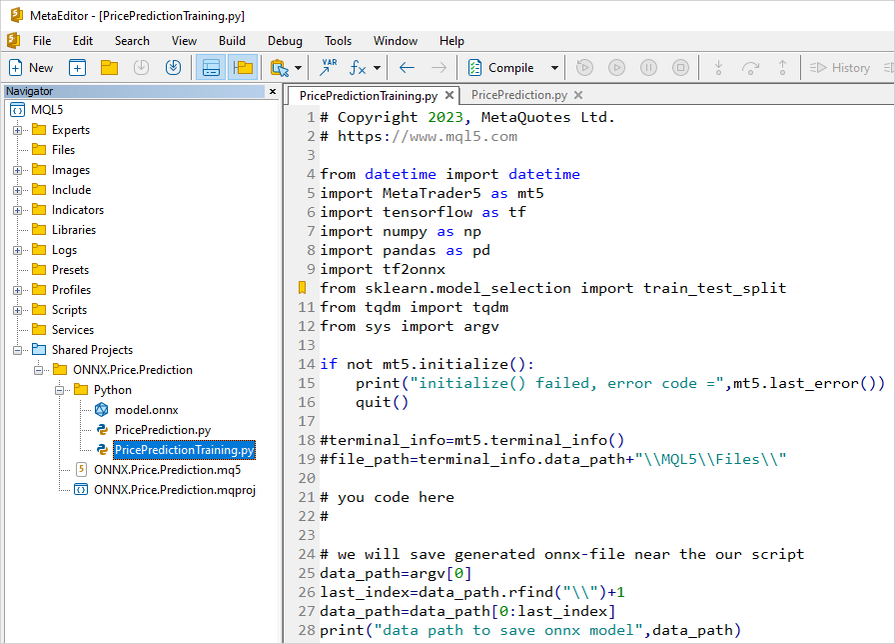 MetaEditor - [PricePredictionTraining.py]
File Edit Search View Build Debug Tools Window Help
New VAR fx Compile History
Navigator
MQL5
Experts
Files
Images
Include
Indicators
Libraries
Logs
Presets
Profiles
Scripts
Services
Shared Projects
ONNX.Price.Prediction
Python
model.onnx
PricePrediction.py
PricePredictionTraining.py
ONNX.Price.Prediction.mq5
ONNX.Price.Prediction.mqproj
PricePredictionTraining.py PricePrediction.py
1 # Copyright 2023, MetaQuotes Ltd.
2 # https://www.mql5.com
3
4 from datetime import datetime
5 import MetaTrader5 as mt5
6 import tensorflow as tf
7 import numpy as np
8 import pandas as pd
9 import tf2onnx
from sklearn.model_selection import train_test_split
11 from tqdm import tqdm
12 from sys import argv
13
14 if not mt5.initialize():
15     print("initialize() failed, error code =",mt5.last_error())
16     quit()
17
18 #terminal_info=mt5.terminal_info()
19 #file_path=terminal_info.data_path+"\\MQL5\\Files\\"
20
21 # you code here
22 #
23
24 # we will save generated onnx-file near the our script
25 data_path=argv[0]
26 last_index=data_path.rfind("\\")+1
27 data_path=data_path[0:last_index]
28 print("data path to save onnx model",data_path)